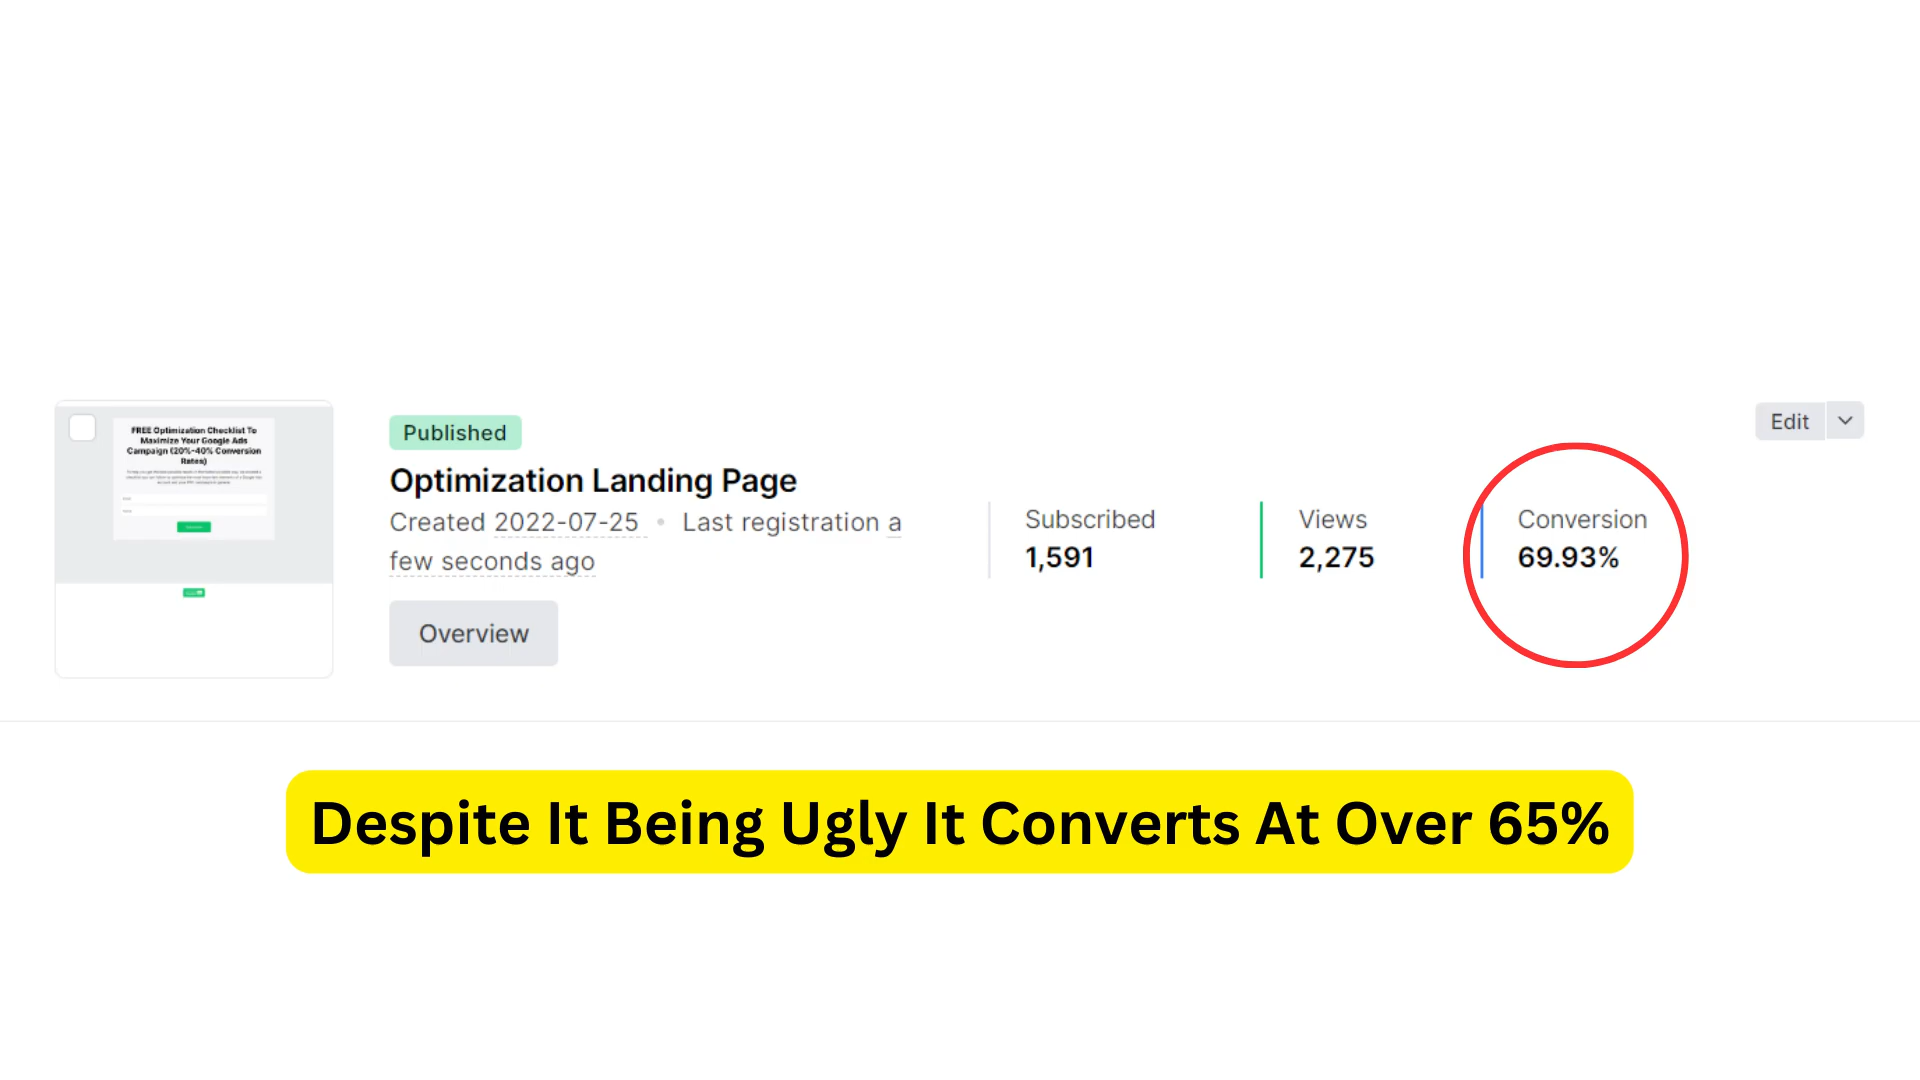 FREE Optimization Checklist To
Maximize Your Google Ads
Campaign (20%-40% Conversion
Rates)
Published
Optimization Landing Page
Created 2022-07-25 • Last registration a
few seconds ago
Overview
Subscribed
1,591
Views
2,275
Conversion
69.93%
Edit
Despite It Being Ugly It Converts At Over 65%